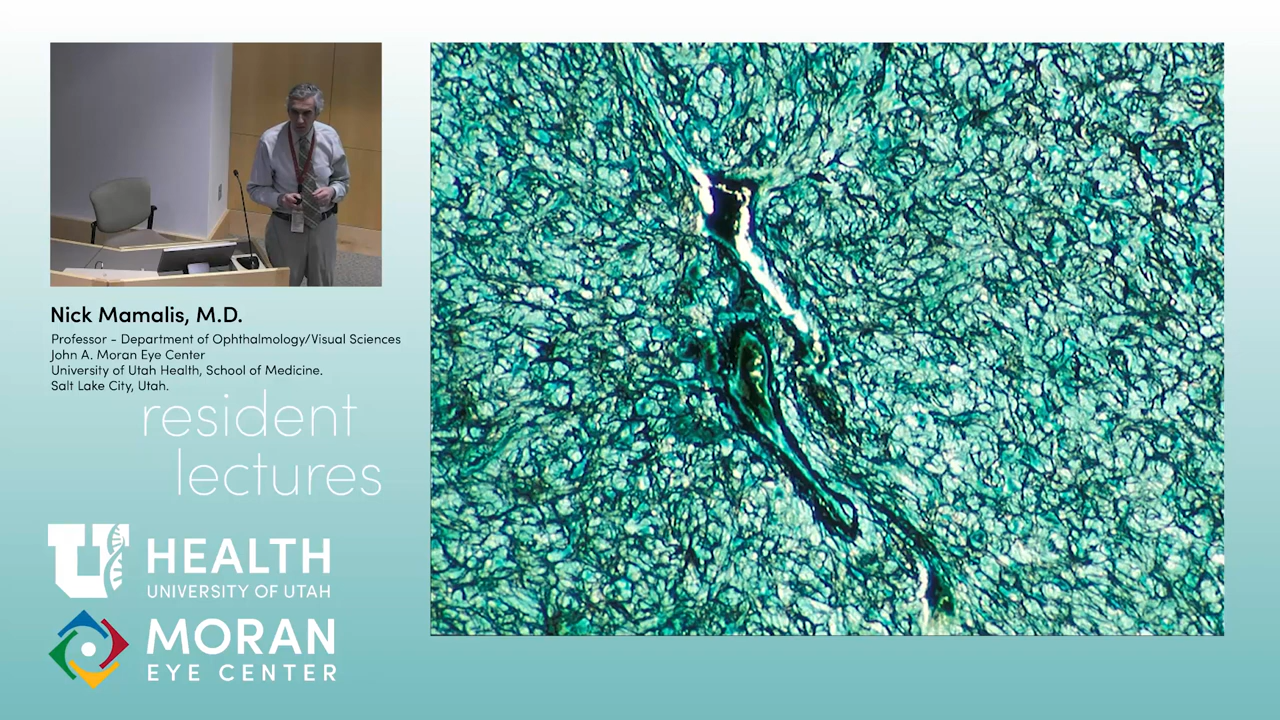 Nick Mamalis, M.D.
Professor - Department of Ophthalmology/Visual Sciences
John A. Moran Eye Center
University of Utah Health, School of Medicine.
Salt Lake City, Utah.
resident
lectures
U HEALTH
UNIVERSITY OF UTAH
MORAN
EYE CENTER